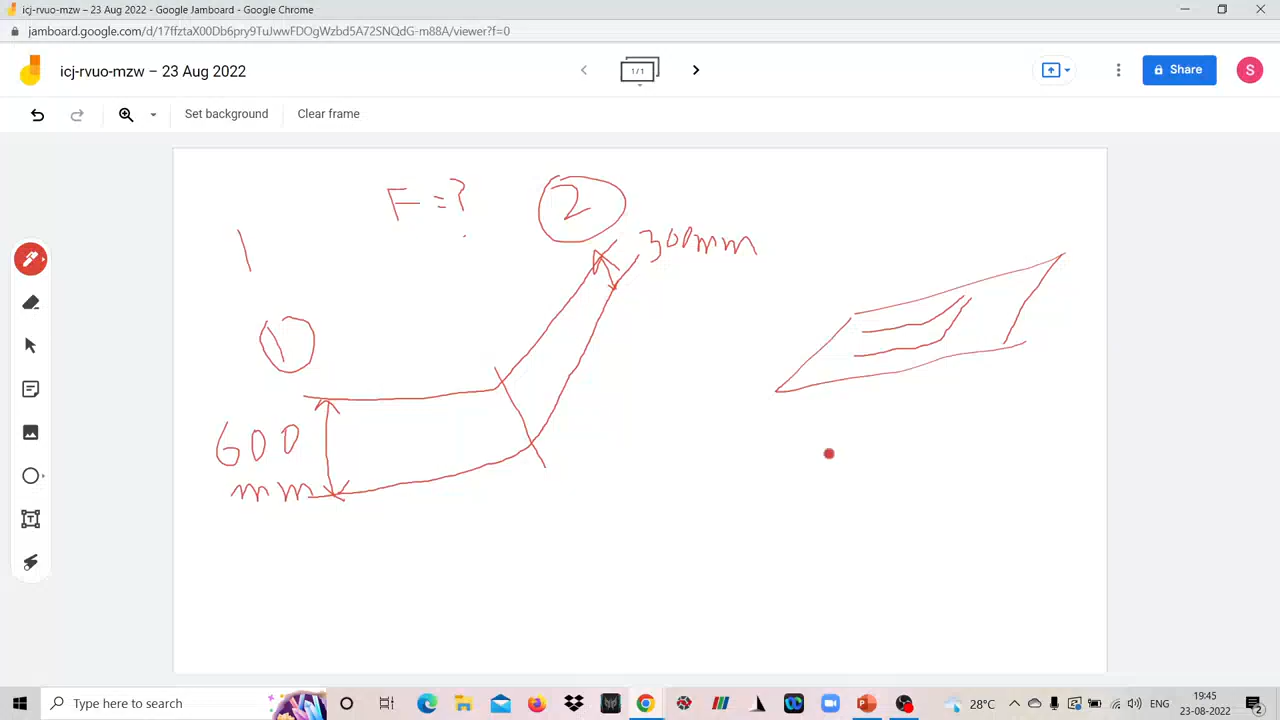 icj-rvuo-mzw – 23 Aug 2022 - Google Jamboard - Google Chrome
jamboard.google.com/d/17ffztaX00Db6pry9TuJwwFDOgWzbd5A72SNQdG-m88A/viewer?f=0
icj-rvuo-mzw – 23 Aug 2022
1 / 1
Share
S
Set background
Clear frame
F = ?
2
300mm
1
600
mm
Type here to search
28°C
ENG
19:45
23-08-2022
2